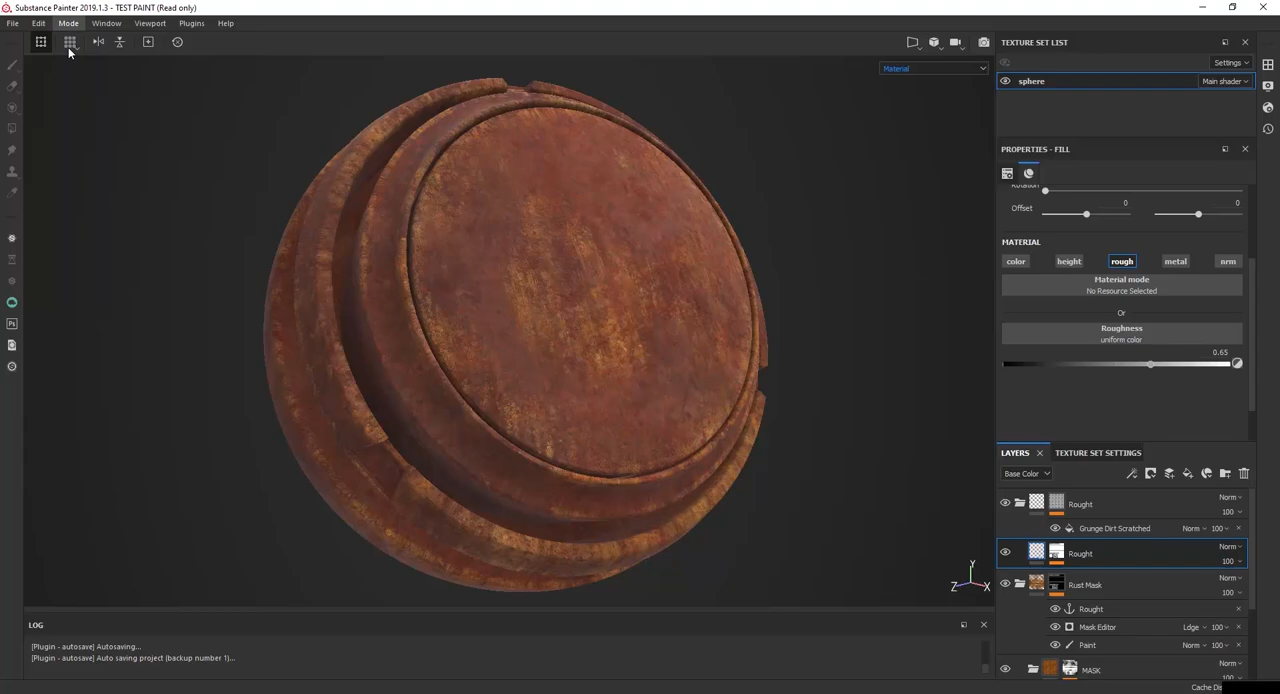 Substance Painter 2019.1.3 - TEST PAINT (Read only)
File Edit Mode Window Viewport Plugins Help
Material
TEXTURE SET LIST
Settings
sphere Main shader
PROPERTIES - FILL
Rotation
Offset 0 0
MATERIAL
color height rough metal nrm
Material mode
No Resource Selected
Or
Roughness
uniform color
0.65
LAYERS TEXTURE SET SETTINGS
Base Color
Rought Norm
100
Grunge Dirt Scratched Norm 100
Rought Norm
100
Rust Mask Norm
100
Rought
Mask Editor Ldge 100
Paint Norm 100
MASK Norm
100
Y
Z X
LOG
[Plugin - autosave] Autosaving...
[Plugin - autosave] Auto saving project (backup number 1)...
Ps
Cache